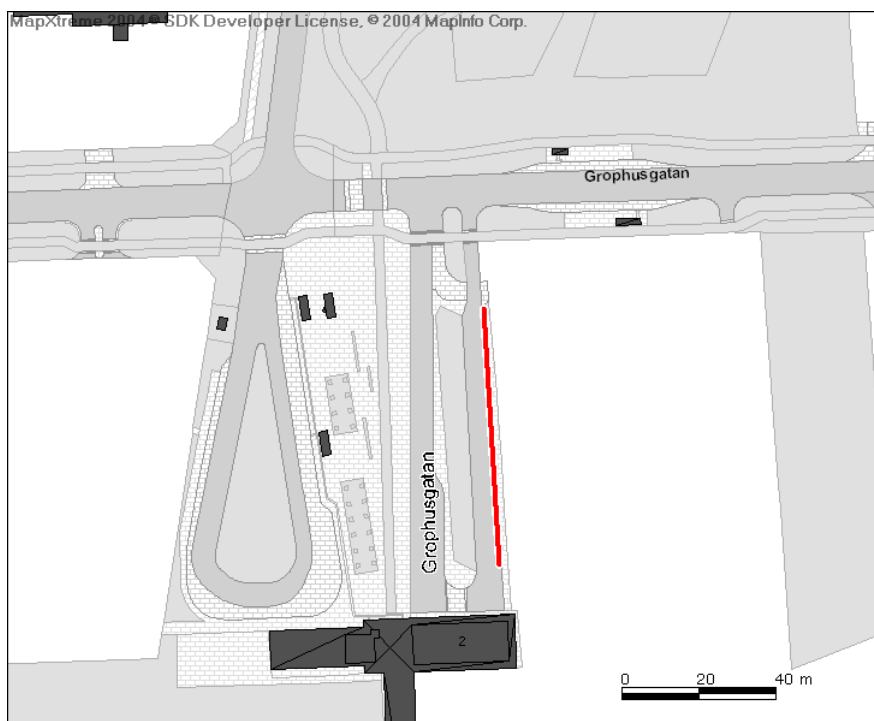 MapXtreme 2004 ® SDK Developer License, © 2004 MapInfo Corp.
Grophusgatan
Grophusgatan
2
0 20 40 m